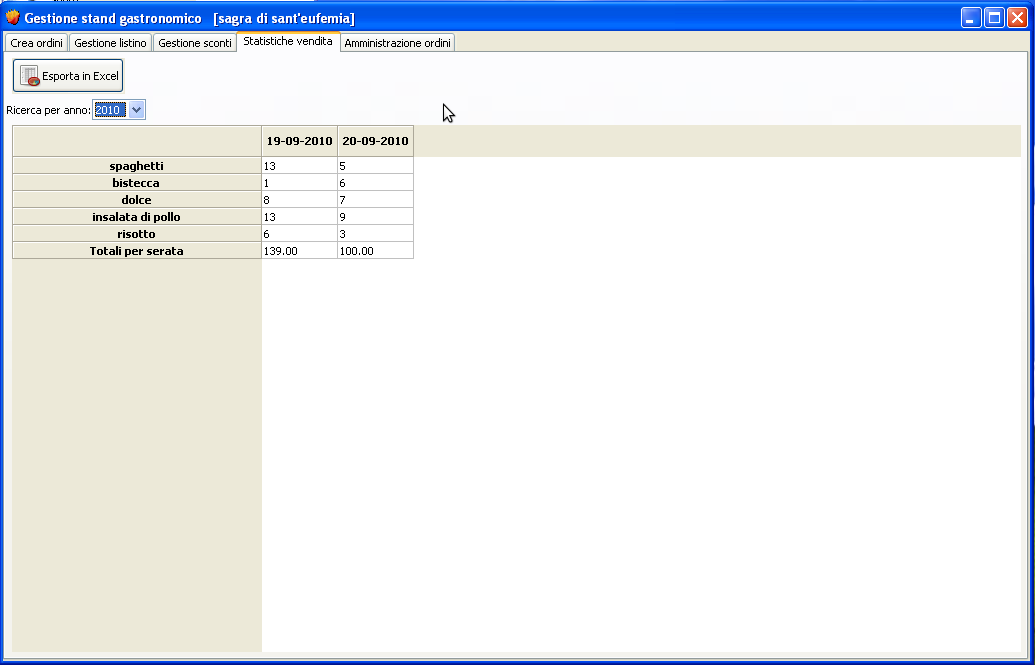 Gestione stand gastronomico [sagra di sant'eufemia]
Crea ordini Gestione listino Gestione sconti Statistiche vendita Amministrazione ordini
Esporta in Excel
Ricerca per anno: 2010
19-09-2010 20-09-2010
spaghetti 13 5
bistecca 1 6
dolce 8 7
insalata di pollo 13 9
risotto 6 3
Totali per serata 139.00 100.00